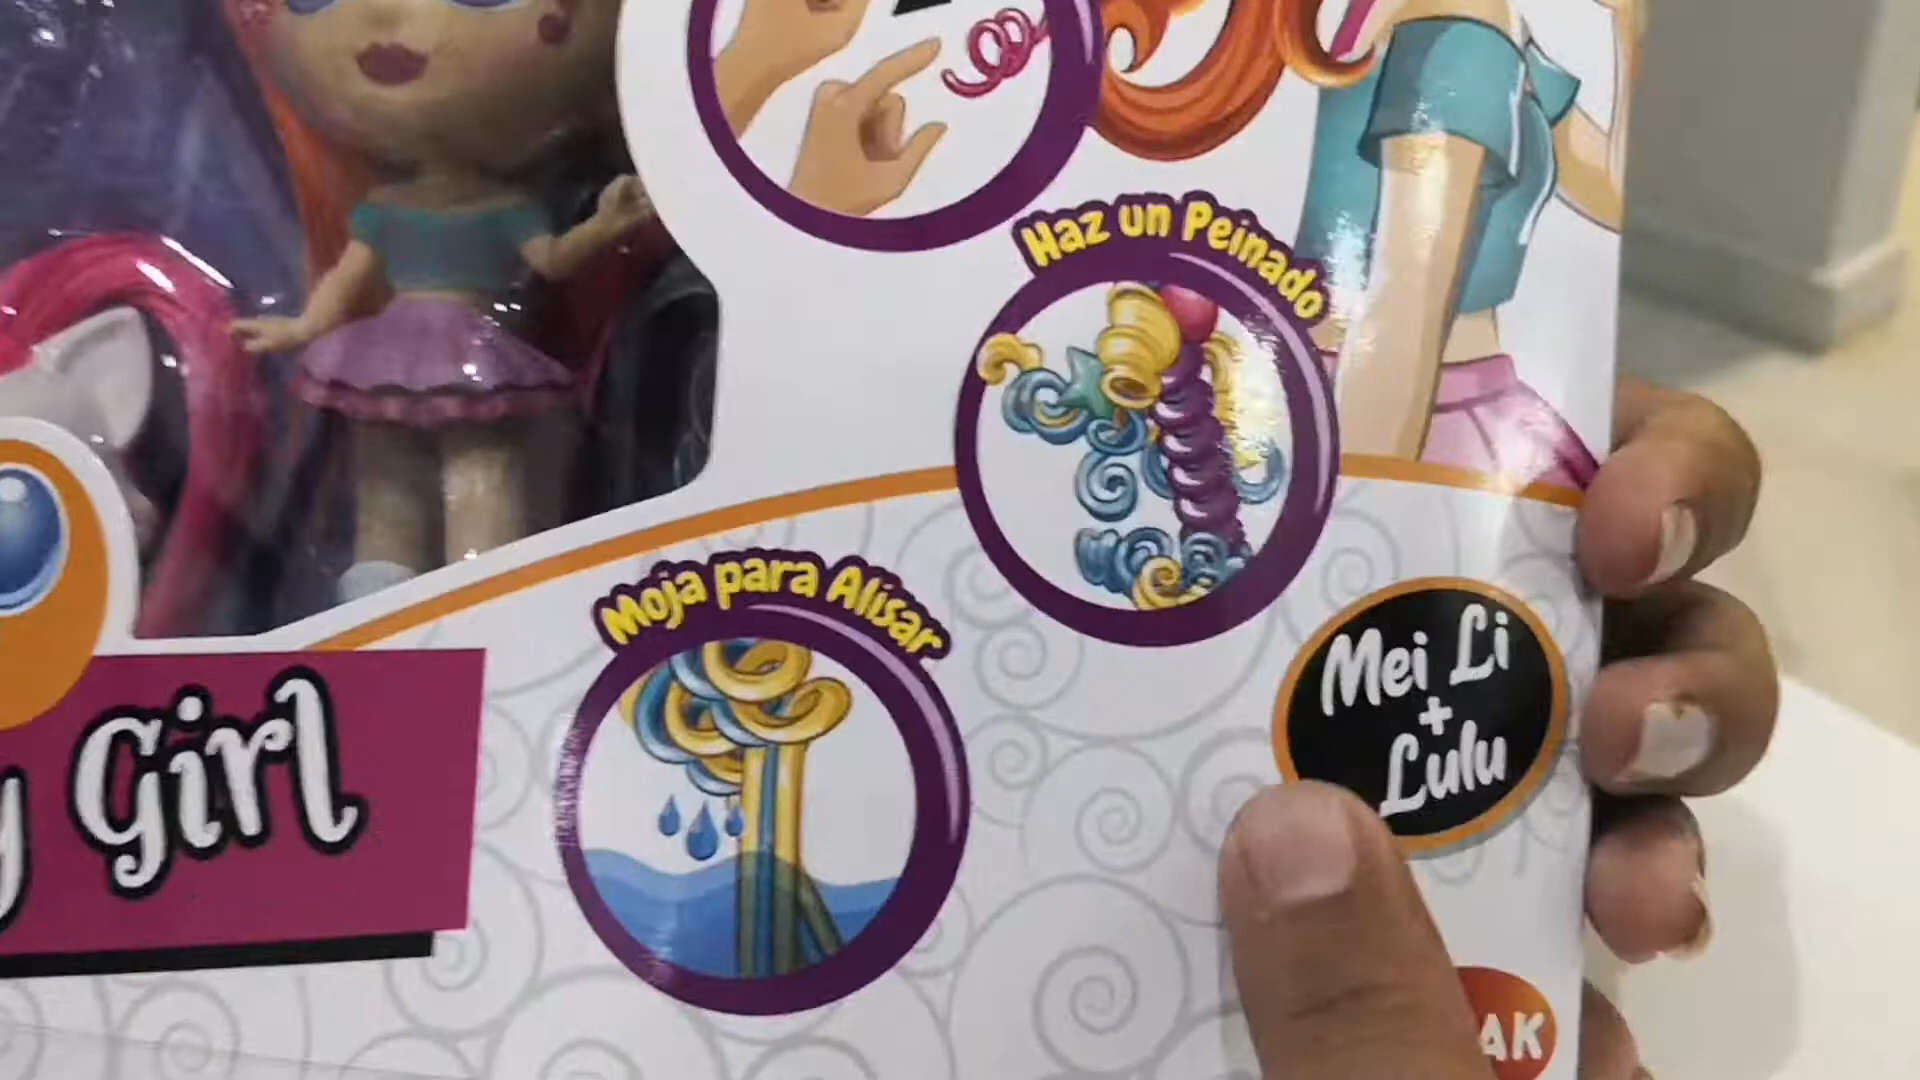 Haz un Peinado
Moja para Alisar
Girl
Mei Li
+
Lulu